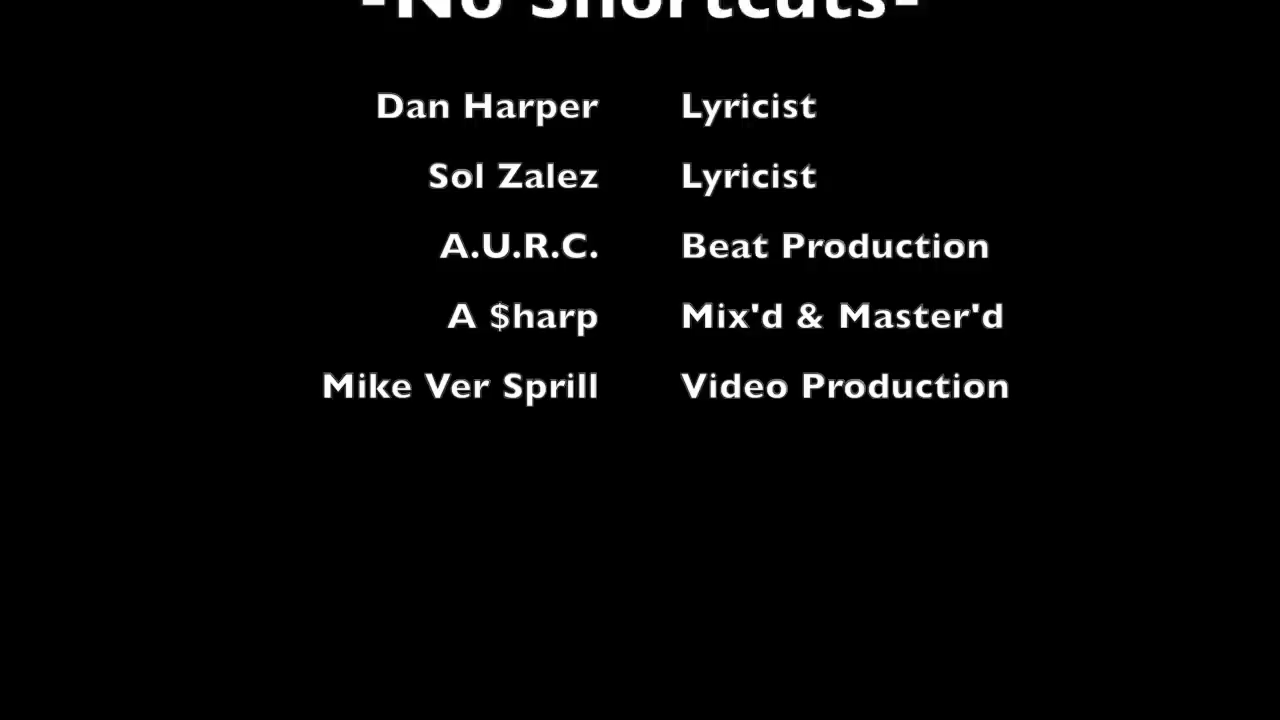 -No Shortcuts-
Dan Harper Lyricist
Sol Zalez Lyricist
A.U.R.C. Beat Production
A $harp Mix'd & Master'd
Mike Ver Sprill Video Production